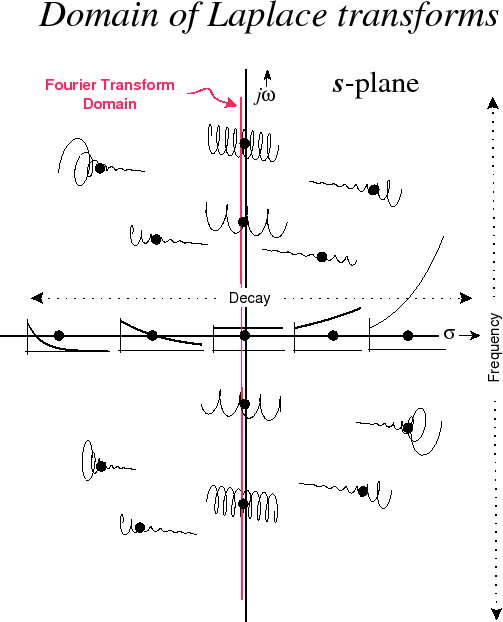 Domain of Laplace transforms
Fourier Transform
Domain
jω
s-plane
Decay
σ
Frequency